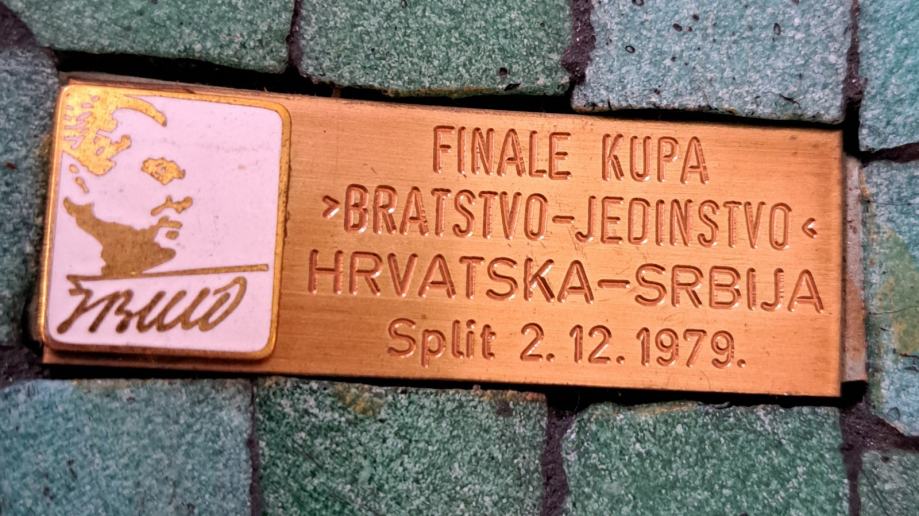 FINALE KUPA
>BRATSTVO-JEDINSTVO<
HRVATSKA-SRBIJA
Split 2. 12. 1979.